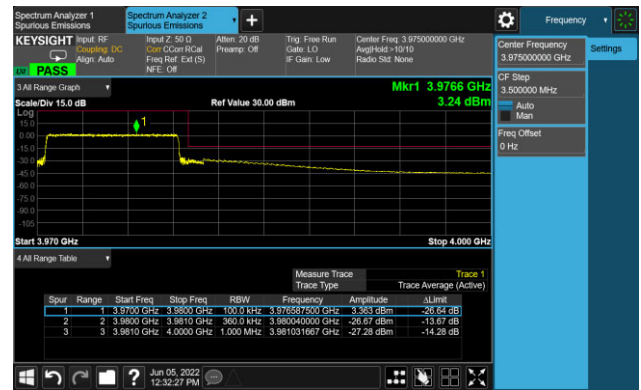 Spectrum Analyzer 1
Spurious Emissions
Spectrum Analyzer 2
Spurious Emissions
Frequency
KEYSIGHT
Input: RF
Coupling: DC
Align: Auto
Input Z: 50 Ω
Corr CCorr RCal
Freq Ref: Ext (S)
NFE: Off
Atten: 20 dB
Preamp: Off
Trig: Free Run
Gate: LO
IF Gain: Low
Center Freq: 3.975000000 GHz
Avg|Hold:>10/10
Radio Std: None
PASS
Center Frequency
3.975000000 GHz
Settings
CF Step
3.500000 MHz
Auto
Man
Freq Offset
0 Hz
3 All Range Graph
Mkr1 3.9766 GHz
Scale/Div 15.0 dB
Ref Value 30.00 dBm
3.24 dBm
Log
1
15.0
0.00
-15.0
-30.0
-45.0
-60.0
-75.0
-90.0
-105
Start 3.970 GHz
Stop 4.000 GHz
4 All Range Table
Measure Trace Trace 1
Trace Type Trace Average (Active)
Spur Range Start Freq Stop Freq RBW Frequency Amplitude ΔLimit
1 1 3.9700 GHz 3.9800 GHz 100.0 kHz 3.976587500 GHz 3.363 dBm -26.64 dB
2 2 3.9800 GHz 3.9810 GHz 360.0 kHz 3.980040000 GHz -26.67 dBm -13.67 dB
3 3 3.9810 GHz 4.0000 GHz 1.000 MHz 3.981031667 GHz -27.28 dBm -14.28 dB
?
Jun 05, 2022
12:32:27 PM